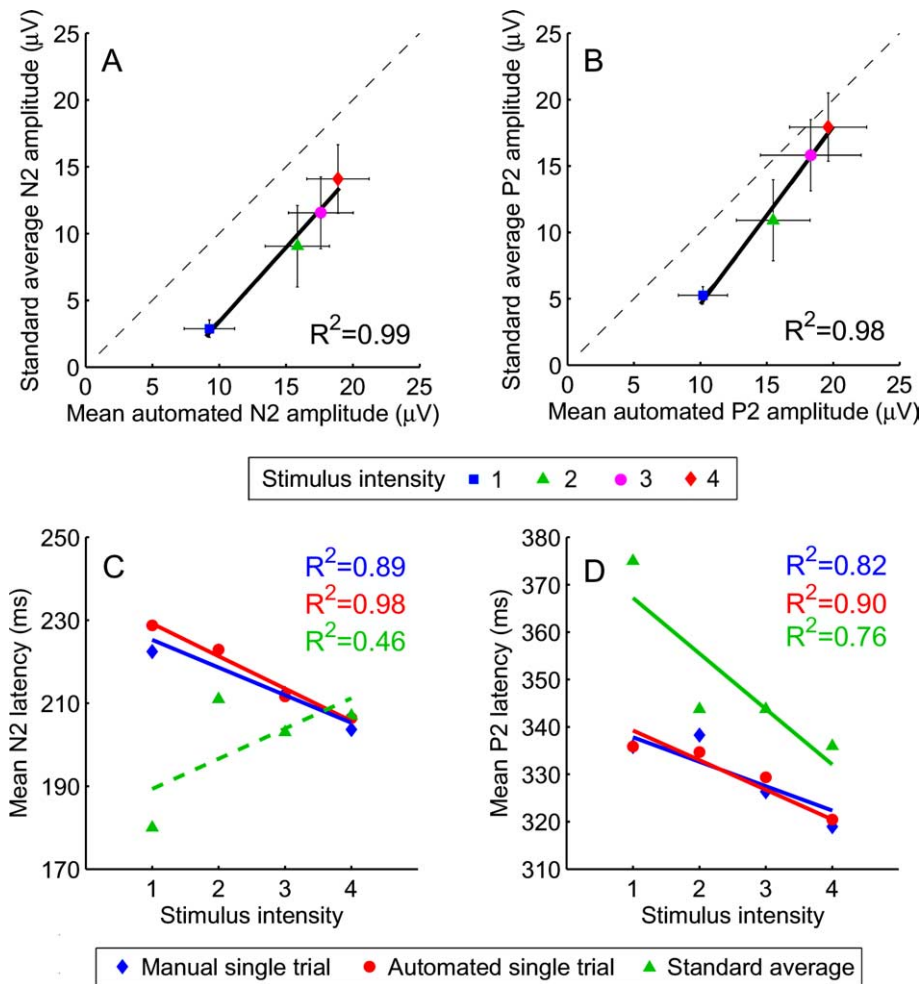 A
Standard average N2 amplitude (μV)
25
20
15
10
5
0
0 5 10 15 20 25
Mean automated N2 amplitude (μV)
R²=0.99
B
Standard average P2 amplitude (μV)
25
20
15
10
5
0
0 5 10 15 20 25
Mean automated P2 amplitude (μV)
R²=0.98
Stimulus intensity 1 2 3 4
C
Mean N2 latency (ms)
250
230
210
190
170
1 2 3 4
Stimulus intensity
R²=0.89
R²=0.98
R²=0.46
D
Mean P2 latency (ms)
380
370
360
350
340
330
320
310
1 2 3 4
Stimulus intensity
R²=0.82
R²=0.90
R²=0.76
Manual single trial Automated single trial Standard average